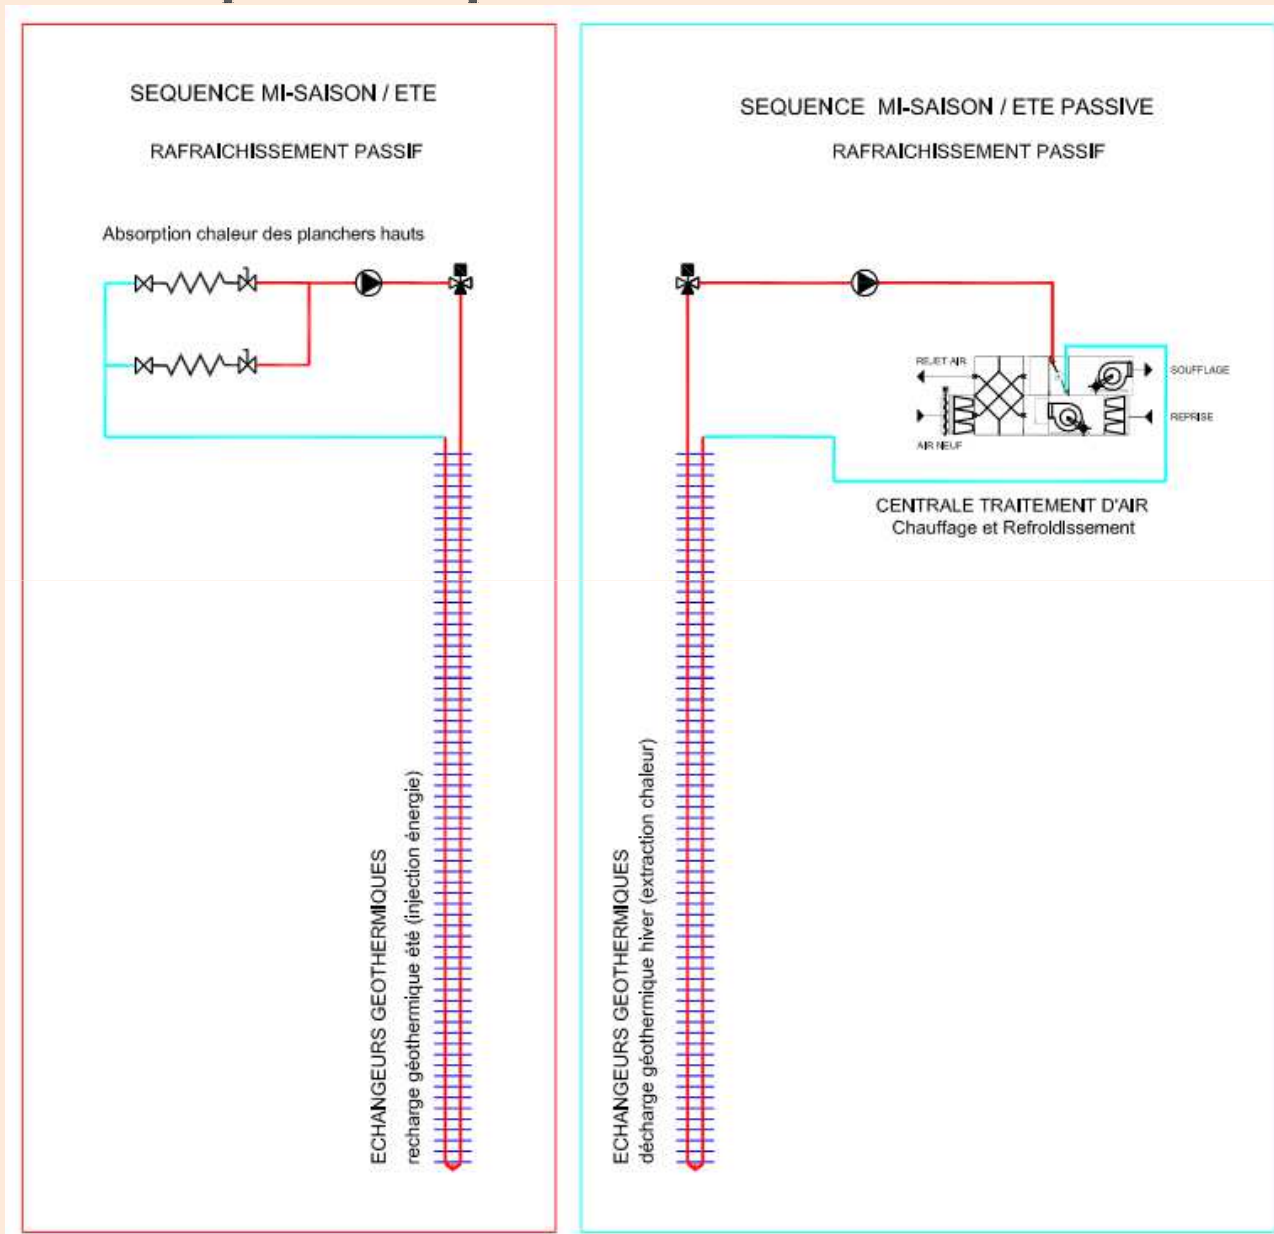 SEQUENCE MI-SAISON / ETE
RAFRAICHISSEMENT PASSIF
Absorption chaleur des planchers hauts
ECHANGEURS GEOTHERMIQUES
recharge géothermique été (injection énergie)
SEQUENCE MI-SAISON / ETE PASSIVE
RAFRAICHISSEMENT PASSIF
REJET AIR
SOUFFLAGE
REPRISE
AIR NEUF
CENTRALE TRAITEMENT D'AIR
Chauffage et Refroidissement
ECHANGEURS GEOTHERMIQUES
décharge géothermique hiver (extraction chaleur)